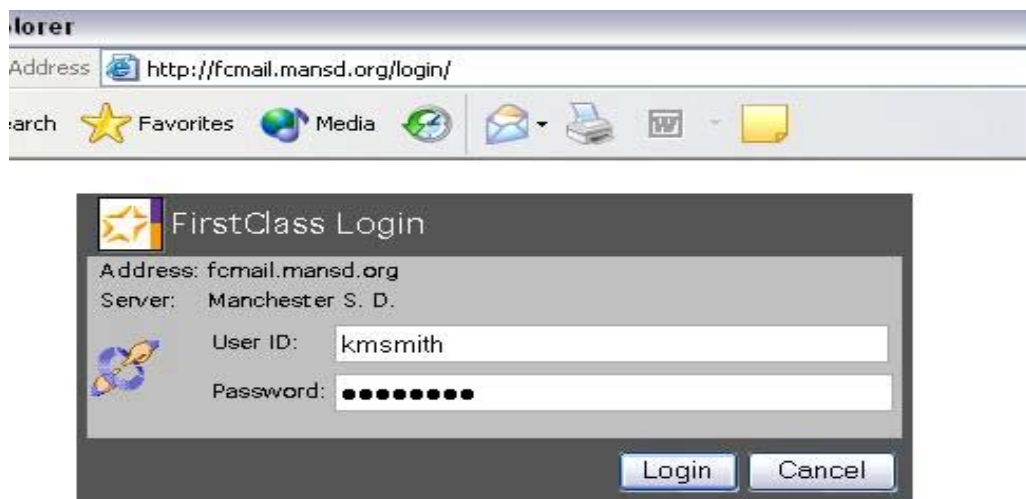 lorer
Address http://fcmail.mansd.org/login/
earch Favorites Media W
FirstClass Login
Address: fcmail.mansd.org
Server: Manchester S. D.
User ID: kmsmith
Password: ●●●●●●●●
Login Cancel